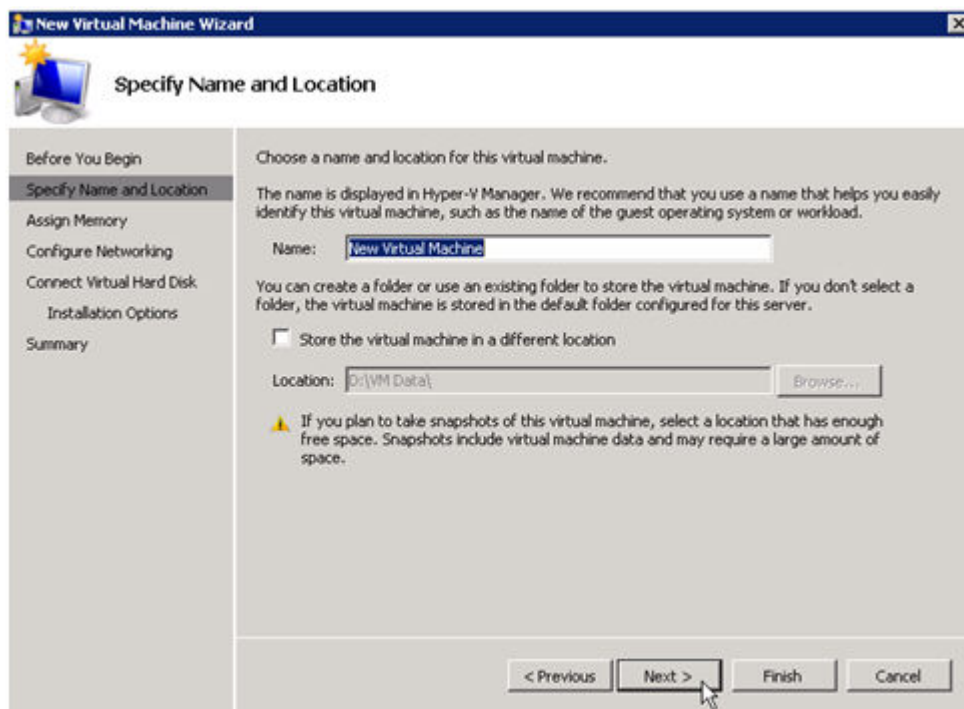 New Virtual Machine Wizard
Specify Name and Location
Before You Begin
Specify Name and Location
Assign Memory
Configure Networking
Connect Virtual Hard Disk
Installation Options
Summary
Choose a name and location for this virtual machine.
The name is displayed in Hyper-V Manager. We recommend that you use a name that helps you easily
identify this virtual machine, such as the name of the guest operating system or workload.
Name: New Virtual Machine
You can create a folder or use an existing folder to store the virtual machine. If you don't select a
folder, the virtual machine is stored in the default folder configured for this server.
Store the virtual machine in a different location
Location: D:\VM Data\ Browse...
If you plan to take snapshots of this virtual machine, select a location that has enough
free space. Snapshots include virtual machine data and may require a large amount of
space.
< Previous Next > Finish Cancel